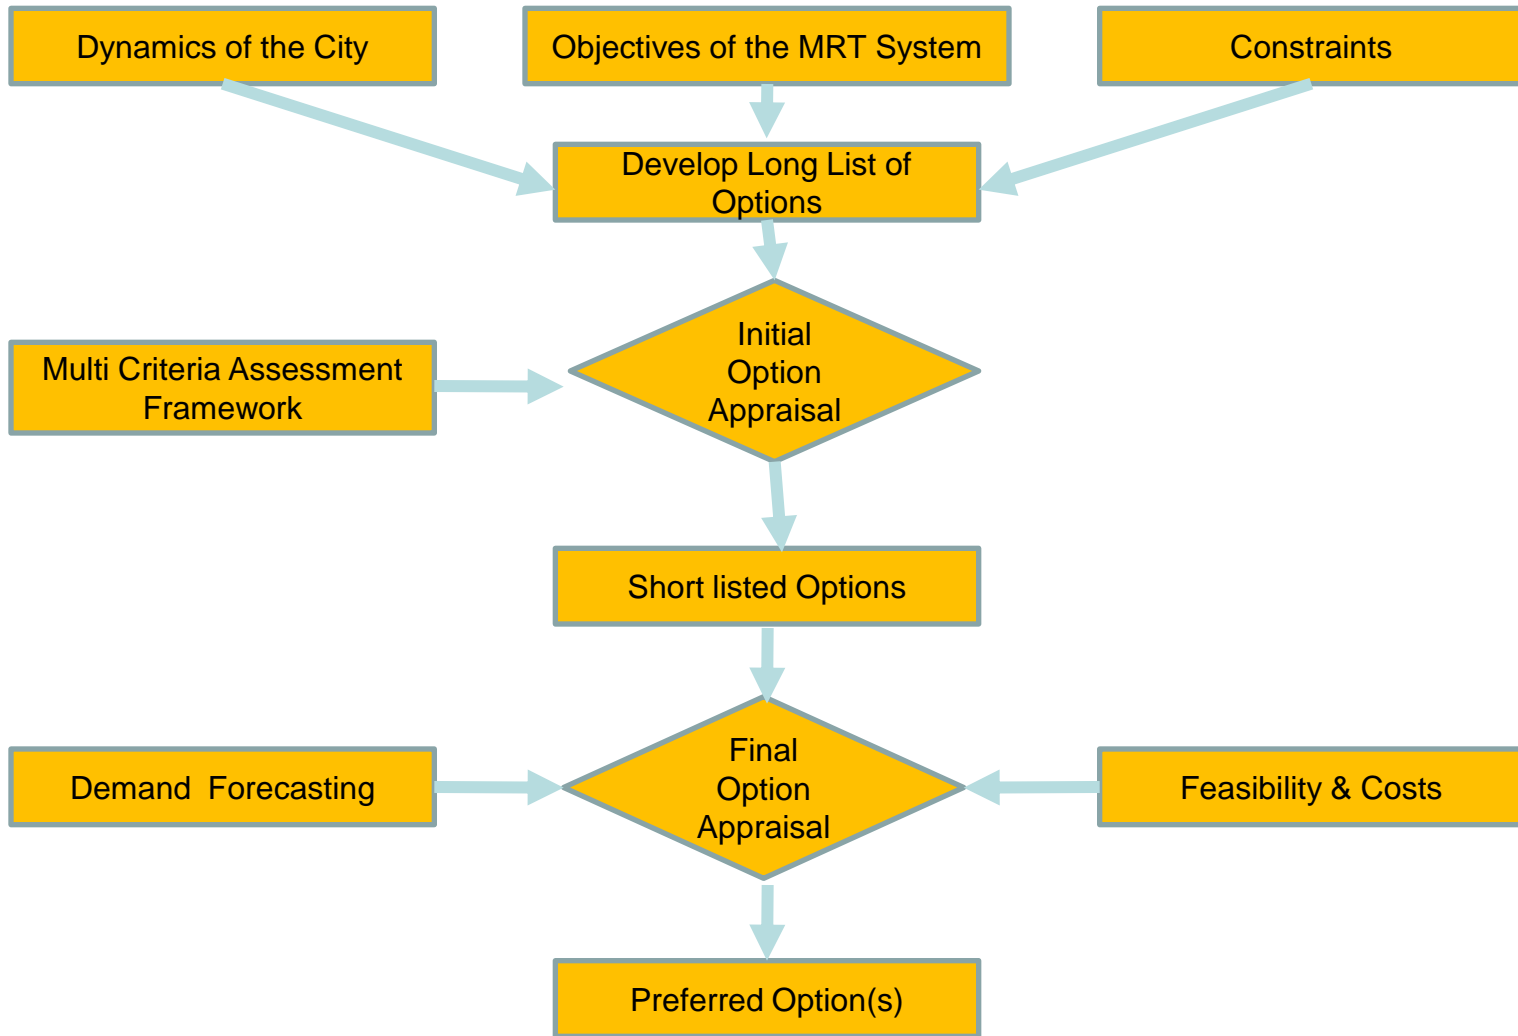 Dynamics of the City
Objectives of the MRT System
Constraints
Develop Long List of
Options
Initial
Option
Appraisal
Multi Criteria Assessment
Framework
Short listed Options
Final
Option
Appraisal
Demand  Forecasting
Feasibility & Costs
Preferred Option(s)